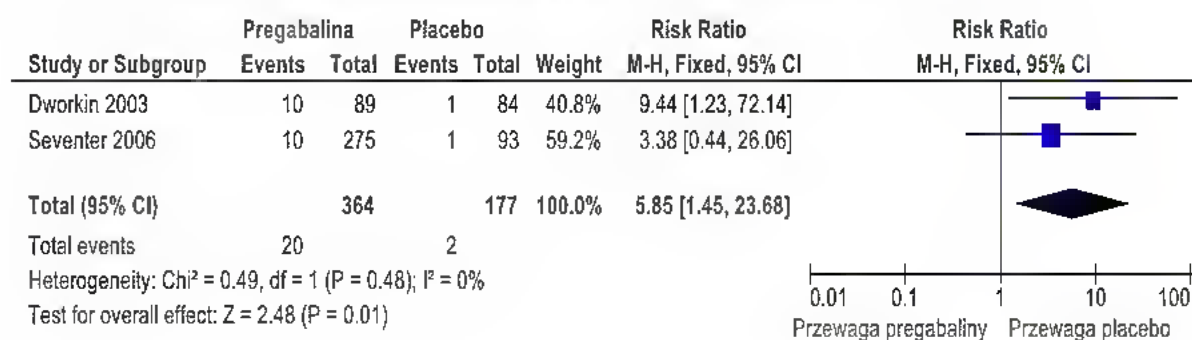 Pregabalina Placebo Risk Ratio Risk Ratio
Study or Subgroup Events Total Events Total Weight M-H, Fixed, 95% CI M-H, Fixed, 95% CI
Dworkin 2003 10 89 1 84 40.8% 9.44 [1.23, 72.14]
Seventer 2006 10 275 1 93 59.2% 3.38 [0.44, 26.06]
Total (95% CI) 364 177 100.0% 5.85 [1.45, 23.68]
Total events 20 2
Heterogeneity: Chi² = 0.49, df = 1 (P = 0.48); I² = 0%
Test for overall effect: Z = 2.48 (P = 0.01)
0.01 0.1 1 10 100
Przewaga pregabaliny Przewaga placebo